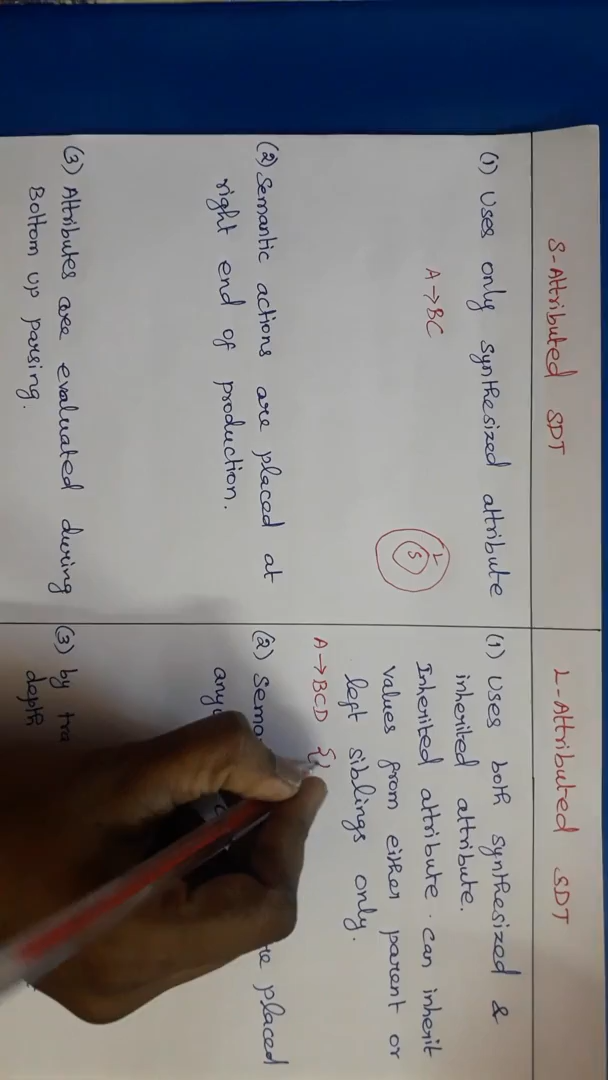 S-Attributed SDT
(1) Uses only synthesized attribute
A→BC
L
S
(2) Semantic actions are placed at
right end of production.
(3) Attributes are evaluated during
Bottom up parsing.
L-Attributed SDT
(1) Uses both synthesized &
inherited attribute.
Inherited attribute can inherit
values from either parent or
left siblings only.
A→BCD {
(2) placed
(3) by
depth